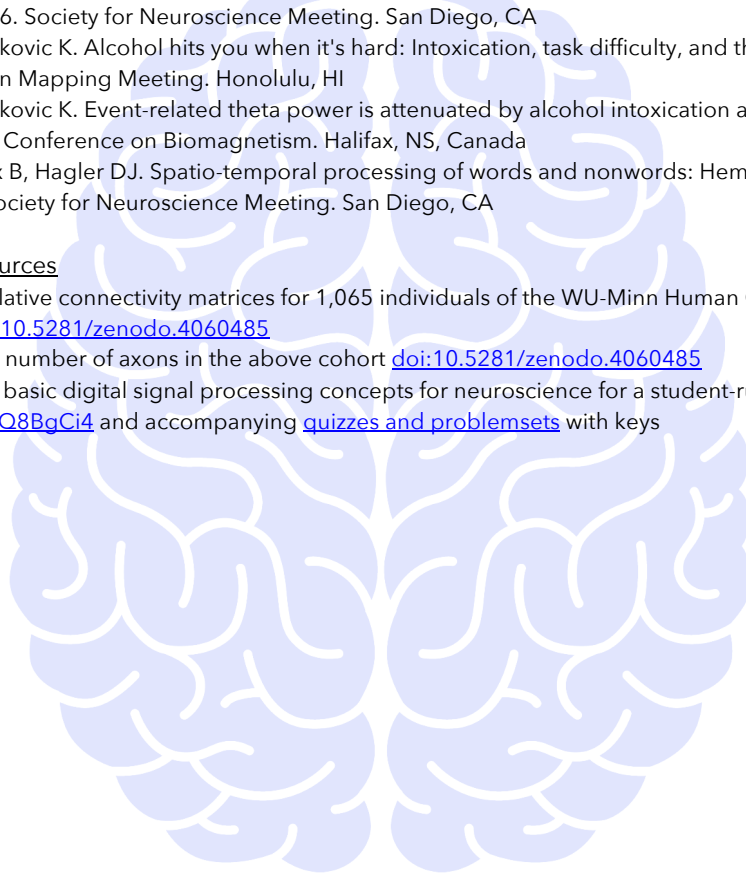 6. Society for Neuroscience Meeting. San Diego, CA
kovic K. Alcohol hits you when it's hard: Intoxication, task difficulty, and th
n Mapping Meeting. Honolulu, HI
kovic K. Event-related theta power is attenuated by alcohol intoxication a
Conference on Biomagnetism. Halifax, NS, Canada
x B, Hagler DJ. Spatio-temporal processing of words and nonwords: Hem
ociety for Neuroscience Meeting. San Diego, CA
urces
lative connectivity matrices for 1,065 individuals of the WU-Minn Human
10.5281/zenodo.4060485
number of axons in the above cohort doi:10.5281/zenodo.4060485
basic digital signal processing concepts for neuroscience for a student-r
Q8BgCi4 and accompanying quizzes and problemsets with keys